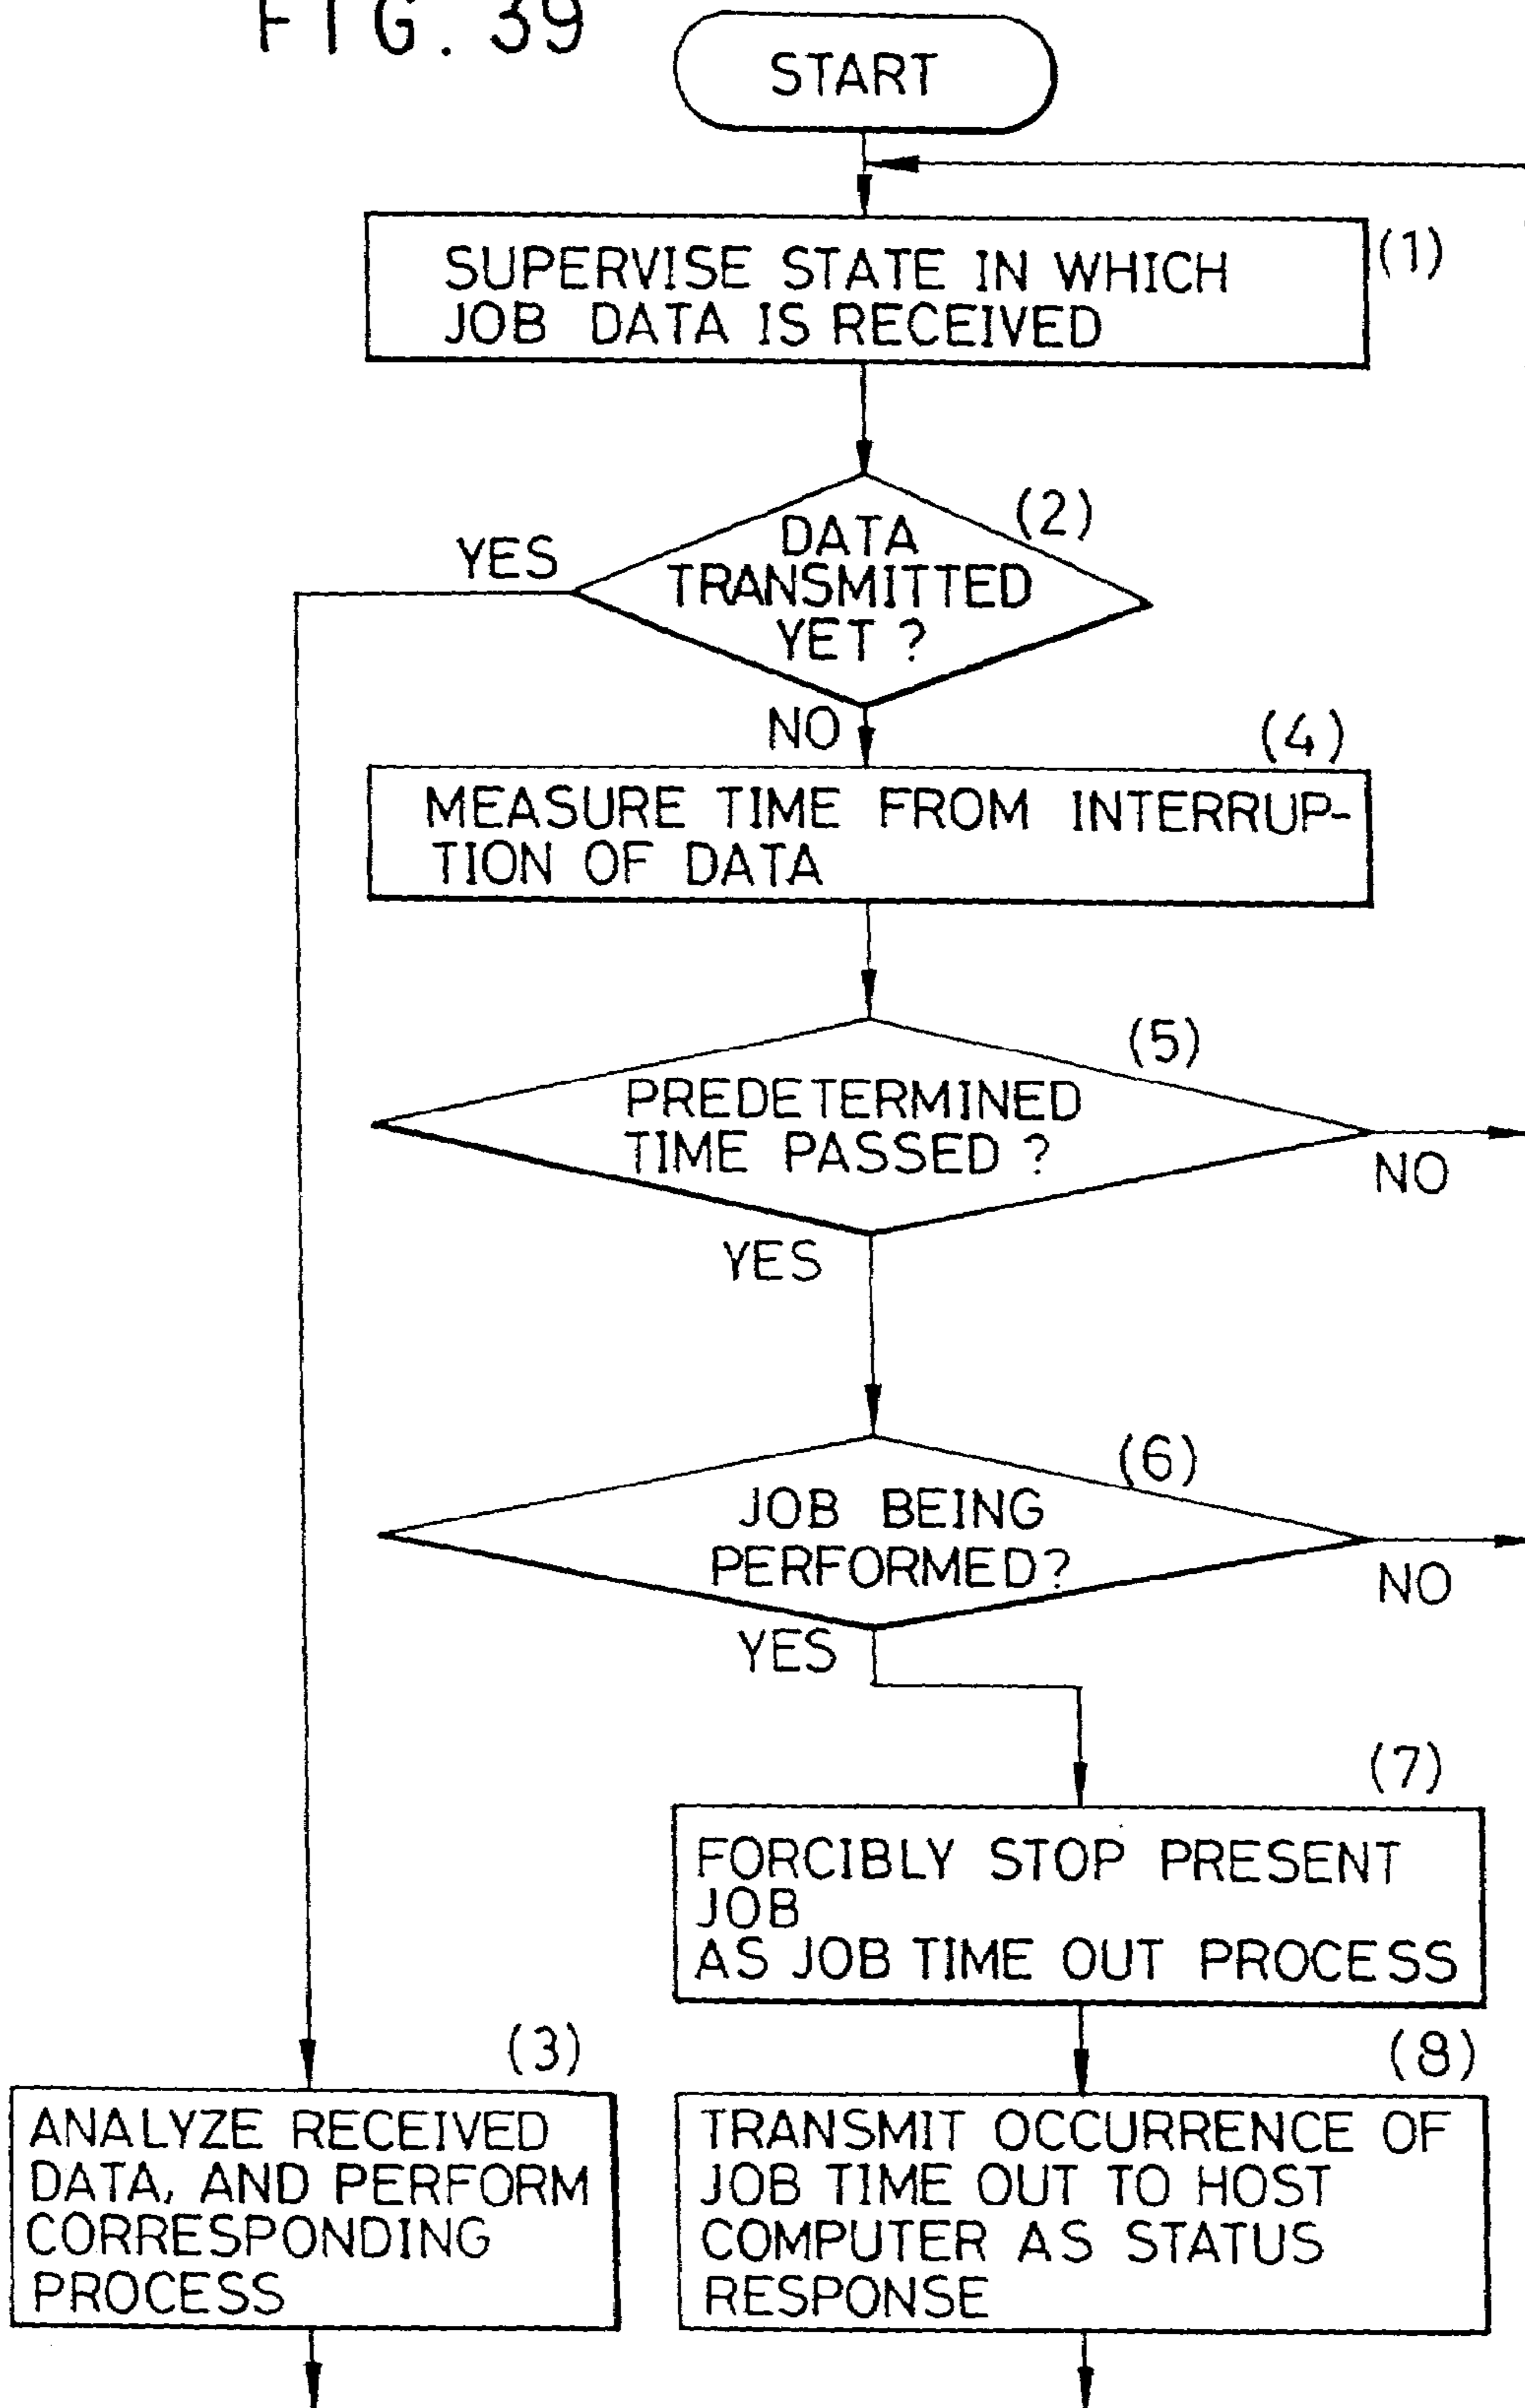 FIG. 39
START
SUPERVISE STATE IN WHICH
JOB DATA IS RECEIVED
(1)
(2)
DATA
TRANSMITTED
YET ?
YES
NO
(4)
MEASURE TIME FROM INTERRUP-
TION OF DATA
(5)
PREDETERMINED
TIME PASSED ?
NO
YES
(6)
JOB BEING
PERFORMED?
NO
YES
(7)
FORCIBLY STOP PRESENT
JOB
AS JOB TIME OUT PROCESS
(3)
ANALYZE RECEIVED
DATA, AND PERFORM
CORRESPONDING
PROCESS
(8)
TRANSMIT OCCURRENCE OF
JOB TIME OUT TO HOST
COMPUTER AS STATUS
RESPONSE